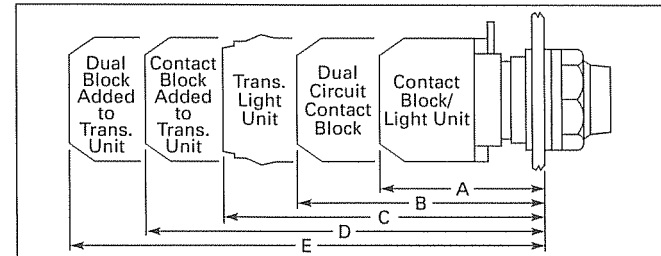 Dual
Block
Added
to
Trans.
Unit
Contact
Block
Added
to
Trans.
Unit
Trans.
Light
Unit
Dual
Circuit
Contact
Block
Contact
Block/
Light Unit
A
B
C
D
E